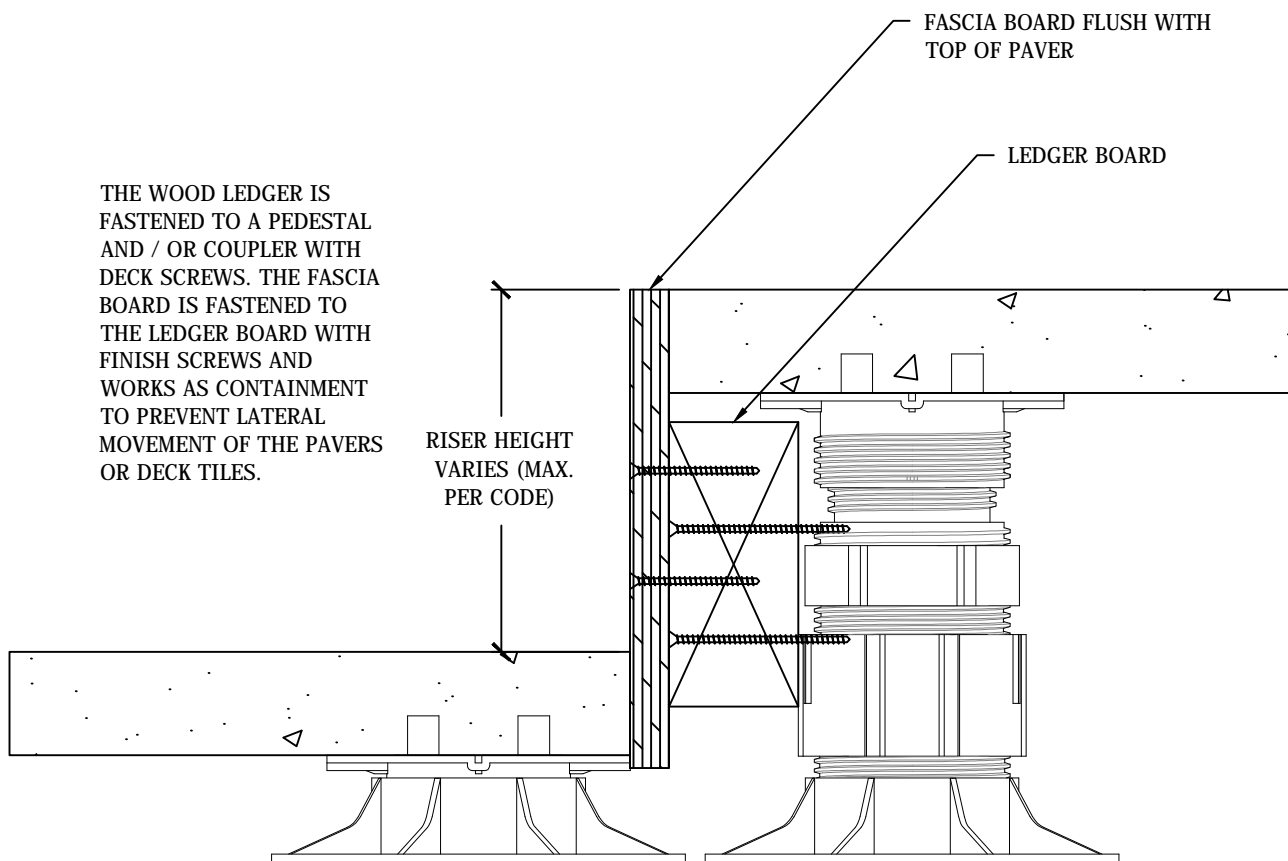 FASCIA BOARD FLUSH WITH
TOP OF PAVER
LEDGER BOARD
THE WOOD LEDGER IS
FASTENED TO A PEDESTAL
AND / OR COUPLER WITH
DECK SCREWS. THE FASCIA
BOARD IS FASTENED TO
THE LEDGER BOARD WITH
FINISH SCREWS AND
WORKS AS CONTAINMENT
TO PREVENT LATERAL
MOVEMENT OF THE PAVERS
OR DECK TILES.
RISER HEIGHT
VARIES (MAX.
PER CODE)